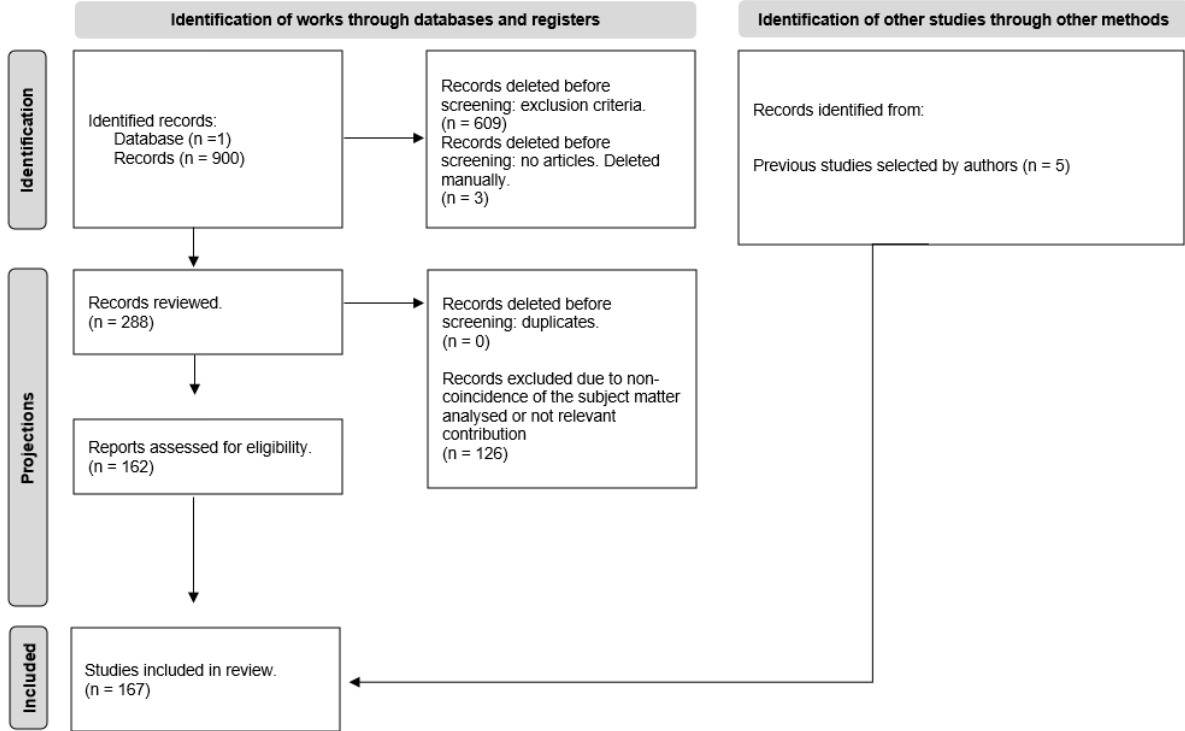 Identification of works through databases and registers
Identification of other studies through other methods
Identification
Identified records:
Database (n =1)
Records (n = 900)
Records deleted before
screening: exclusion criteria.
(n = 609)
Records deleted before
screening: no articles. Deleted
manually.
(n = 3)
Records identified from:
Previous studies selected by authors (n = 5)
Projections
Records reviewed.
(n = 288)
Records deleted before
screening: duplicates.
(n = 0)
Records excluded due to non-
coincidence of the subject matter
analysed or not relevant
contribution
(n = 126)
Reports assessed for eligibility.
(n = 162)
Included
Studies included in review.
(n = 167)